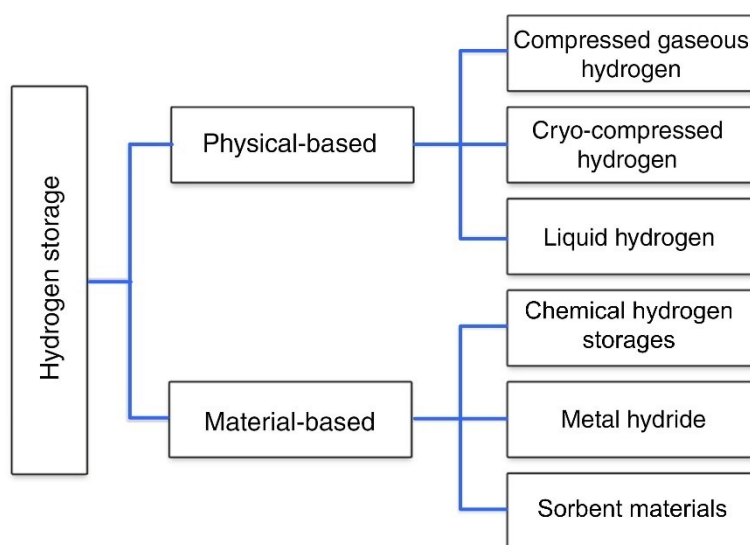 Hydrogen storage
Physical-based
Compressed gaseous
hydrogen
Cryo-compressed
hydrogen
Liquid hydrogen
Material-based
Chemical hydrogen
storages
Metal hydride
Sorbent materials